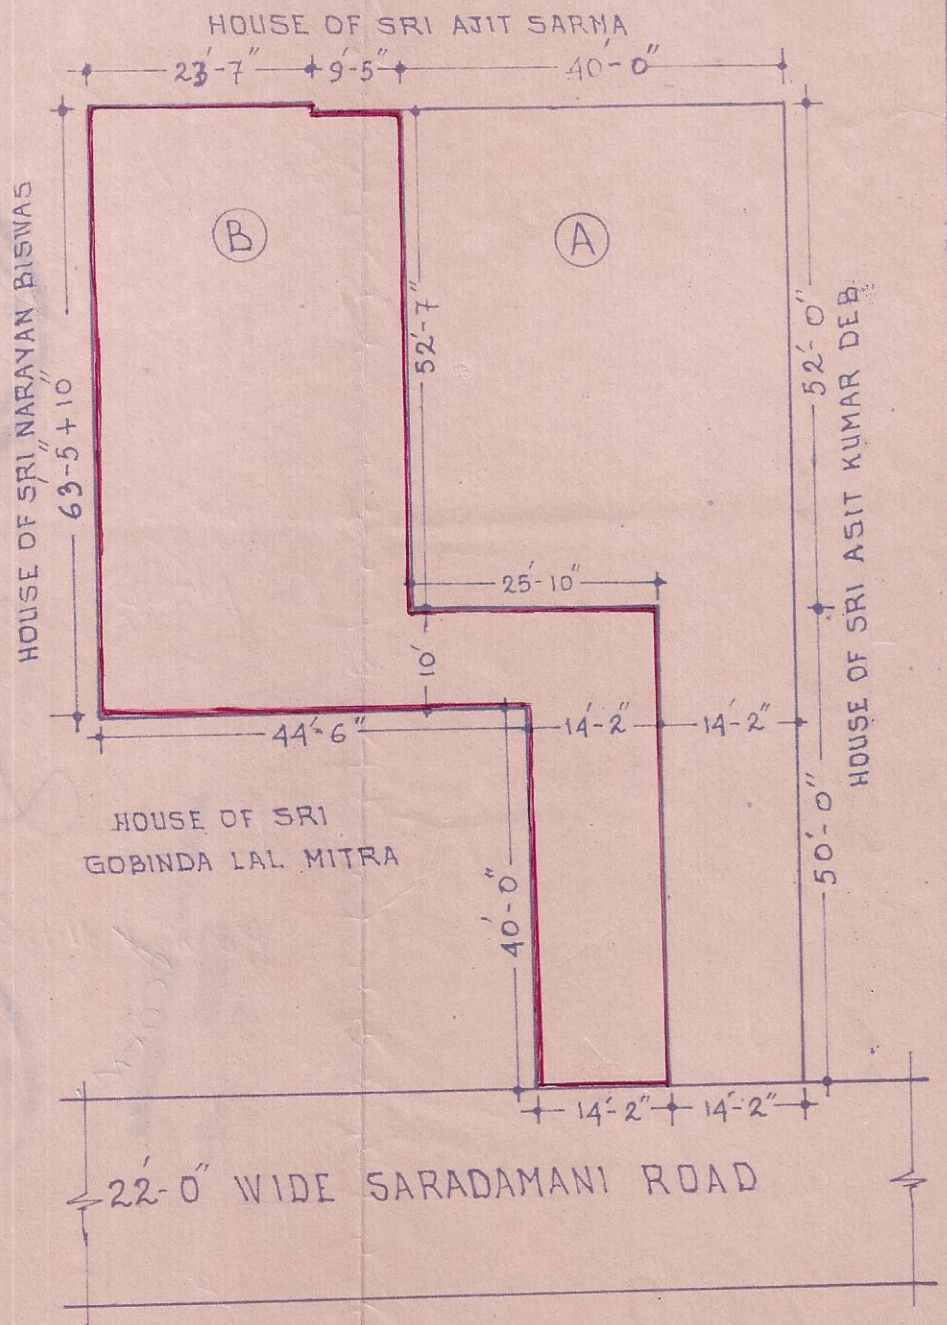 HOUSE OF SRI AJIT SARMA
23'-7" 9'-5" 40'-0"
HOUSE OF SRI NARAYAN BISWAS
B
A
52'-7"
52'-0"
63'-5+10"
HOUSE OF SRI ASIT KUMAR DEB.
25'-10"
10'
44'-6" 14'-2" 14'-2"
HOUSE OF SRI
GOBINDA LAL MITRA
40'-0"
50'-0"
14'-2" 14'-2"
22'-0" WIDE SARADAMANI ROAD